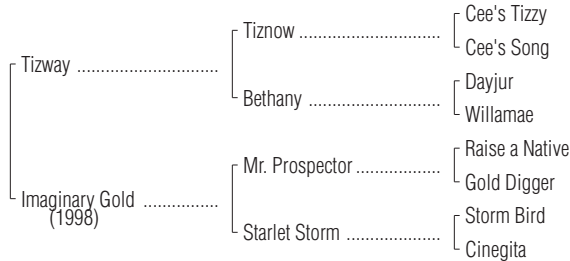 Cee's Tizzy
Tiznow
Cee's Song
Tizway
Dayjur
Bethany
Willamae
Raise a Native
Mr. Prospector
Gold Digger
Imaginary Gold
(1998)
Storm Bird
Starlet Storm
Cinegita